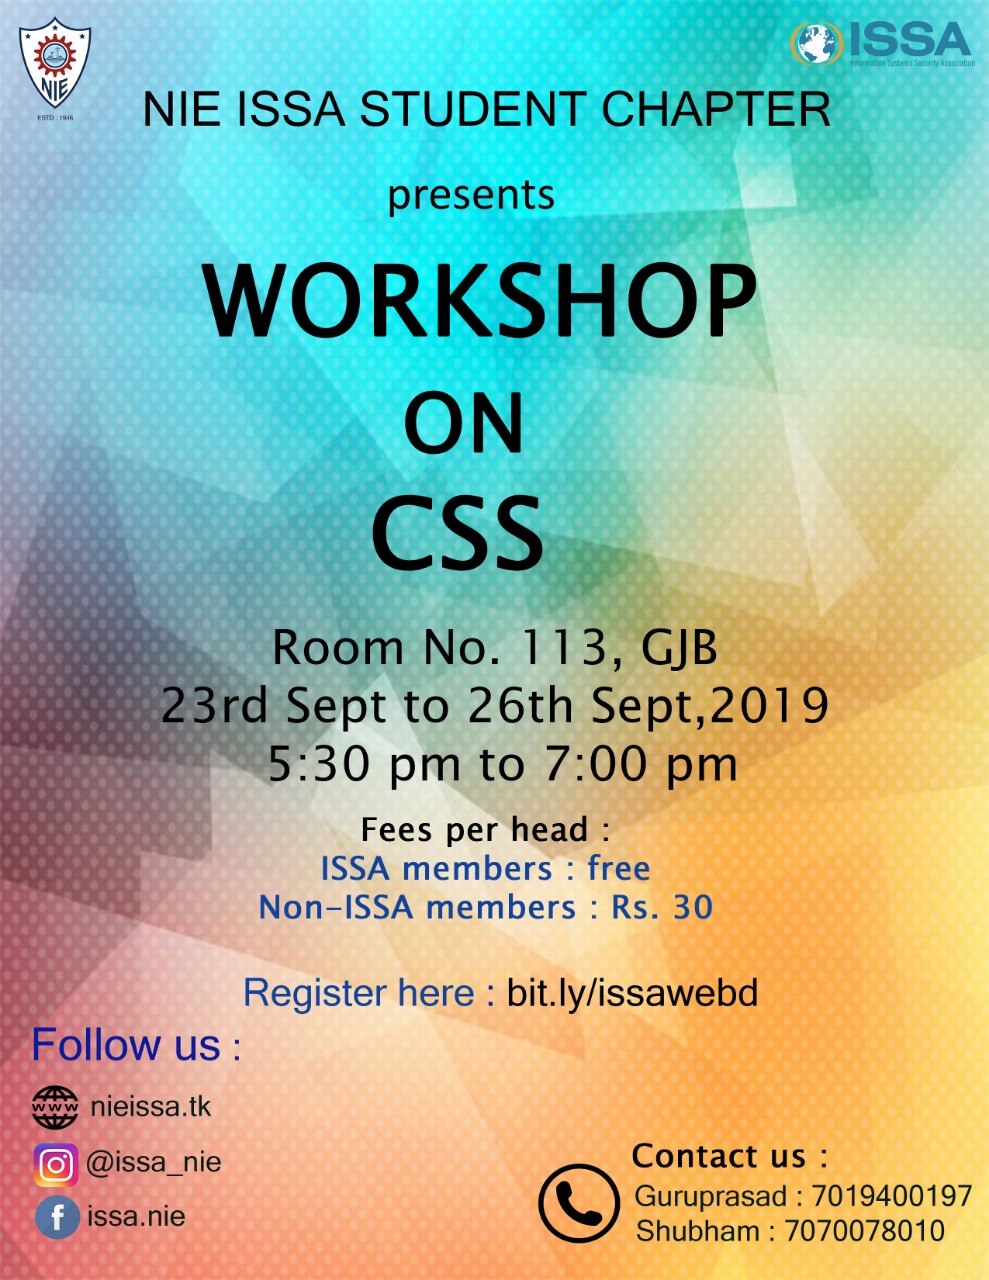 NIE
ESTD : 1946
ISSA
Information Systems Security Association
NIE ISSA STUDENT CHAPTER
presents
WORKSHOP
ON
CSS
Room No. 113, GJB
23rd Sept to 26th Sept,2019
5:30 pm to 7:00 pm
Fees per head :
ISSA members : free
Non-ISSA members : Rs. 30
Register here : bit.ly/issawebd
Follow us :
www nieissa.tk
@issa_nie
f issa.nie
Contact us :
Guruprasad : 7019400197
Shubham : 7070078010